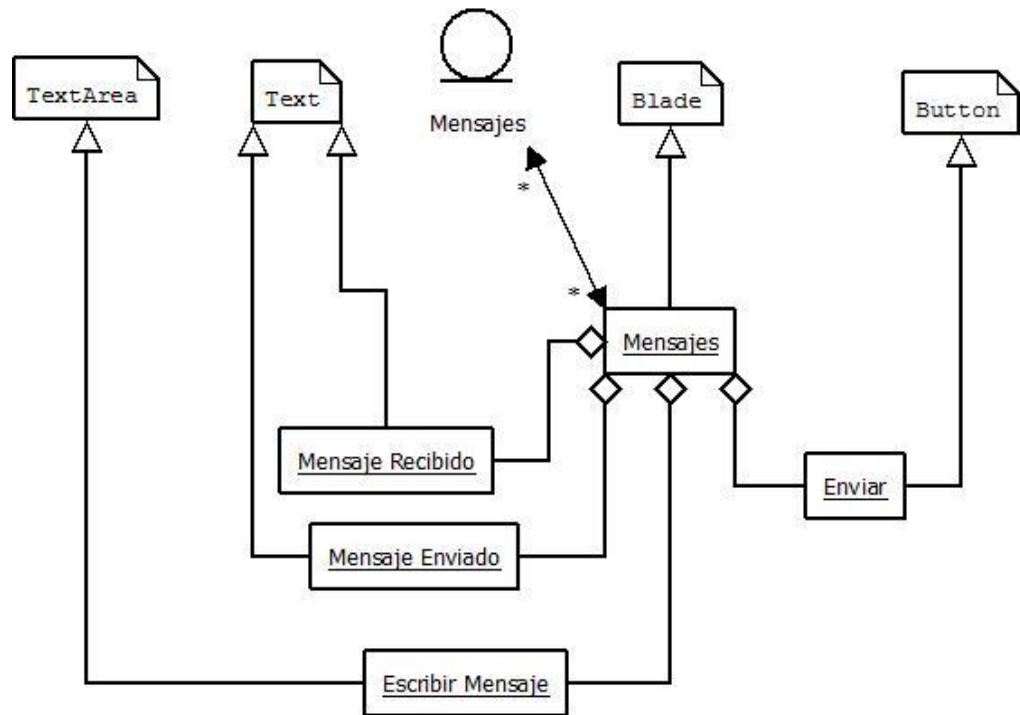 TextArea
Text
Mensajes
Blade
Button
*
*
Mensajes
Mensaje Recibido
Enviar
Mensaje Enviado
Escribir Mensaje